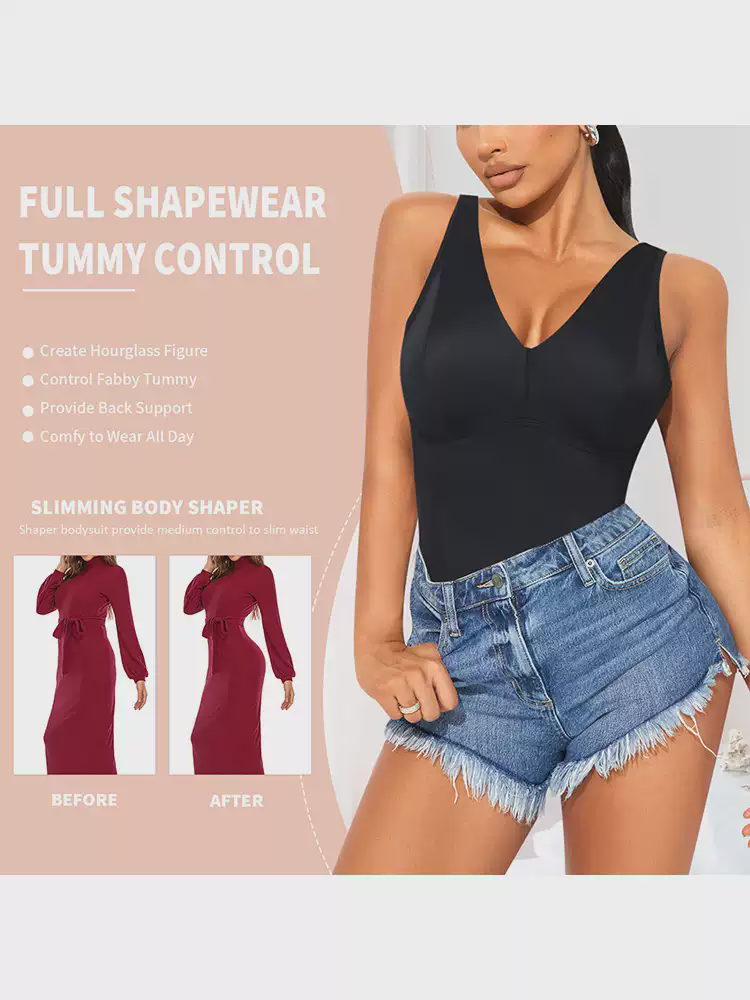 FULL SHAPEWEAR
TUMMY CONTROL
Create Hourglass Figure
Control Fabby Tummy
Provide Back Support
Comfy to Wear All Day
SLIMMING BODY SHAPER
Shaper bodysuit provide medium control to slim waist
BEFORE
AFTER